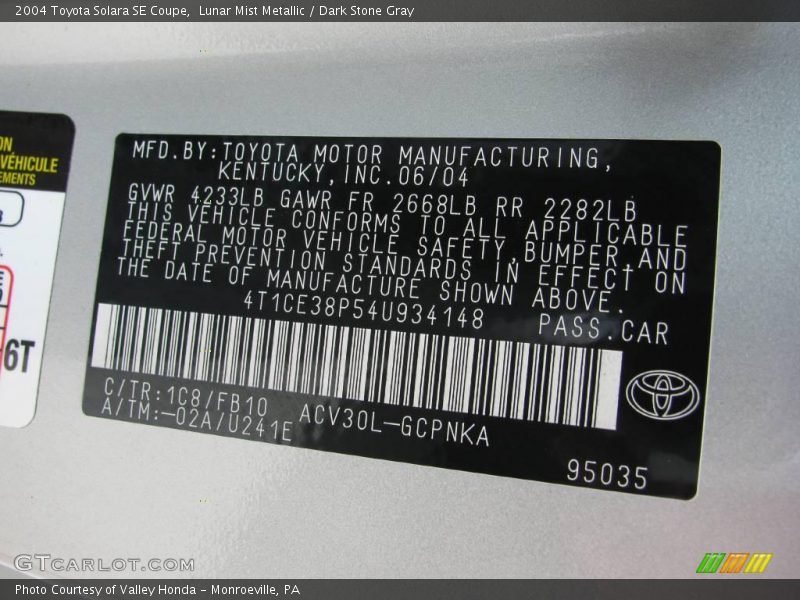 2004 Toyota Solara SE Coupe,  Lunar Mist Metallic / Dark Stone Gray
VÉHICULE
6T
MFD.BY:TOYOTA MOTOR MANUFACTURING,
KENTUCKY,INC.06/04
GVWR 4233LB GAWR FR 2668LB RR 2282LB
THIS VEHICLE CONFORMS TO ALL APPLICABLE
FEDERAL MOTOR VEHICLE SAFETY,BUMPER,AND
THEFT PREVENTION STANDARDS IN EFFECT ON
THE DATE OF MANUFACTURE SHOWN ABOVE.
4T1CE38P54U934148 PASS.CAR
C/TR:1C8/FB10 ACV30L-GCPNKA
A/TM:-02A/U241E
95035
GTCARLOT.COM
Photo Courtesy of Valley Honda - Monroeville, PA